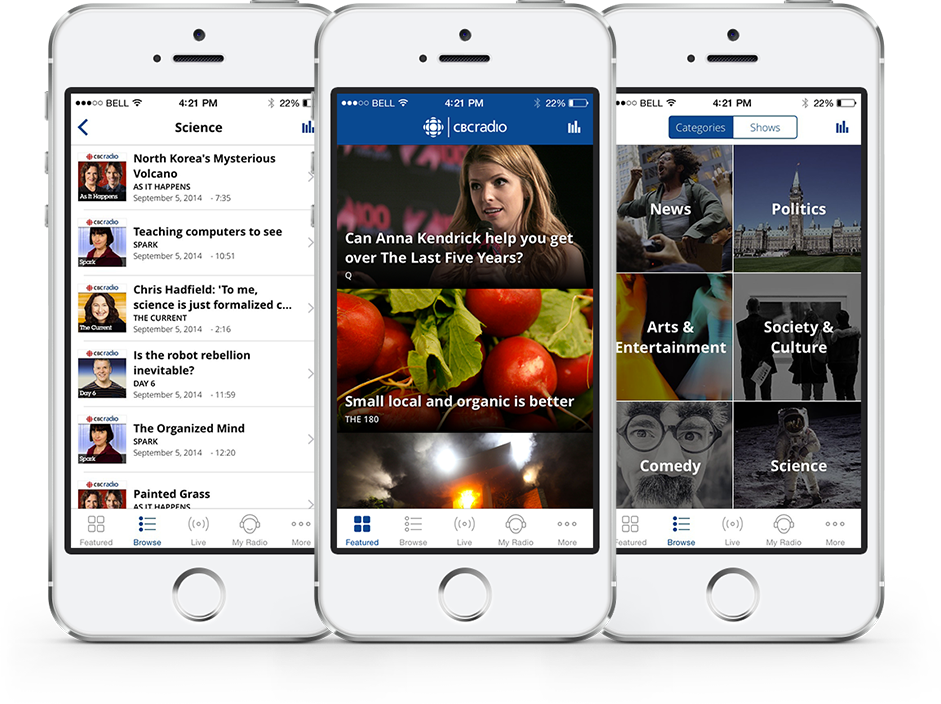 BELL 4:21 PM 22%
Science
CBCradio
As It Happens
North Korea's Mysterious
Volcano
AS IT HAPPENS
September 5, 2014 - 7:35
CBCradio
Spark
Teaching computers to see
SPARK
September 5, 2014 - 10:51
CBCradio
The Current
Chris Hadfield: 'To me,
science is just formalized c...
THE CURRENT
September 5, 2014 - 2:16
CBCradio
Day 6
Is the robot rebellion
inevitable?
DAY 6
September 5, 2014 - 11:59
CBCradio
Spark
The Organized Mind
SPARK
September 5, 2014 - 12:20
CBCradio
Painted Grass
AS IT HAPPENS
Featured Browse Live My Radio More
BELL 4:21 PM 22%
CBCradio
Can Anna Kendrick help you get
over The Last Five Years?
Q
Small local and organic is better
THE 180
Featured Browse Live My Radio More
BELL 4:21 PM 22%
Categories Shows
News Politics
Arts &
Entertainment
Society &
Culture
Comedy Science
Featured Browse Live My Radio More